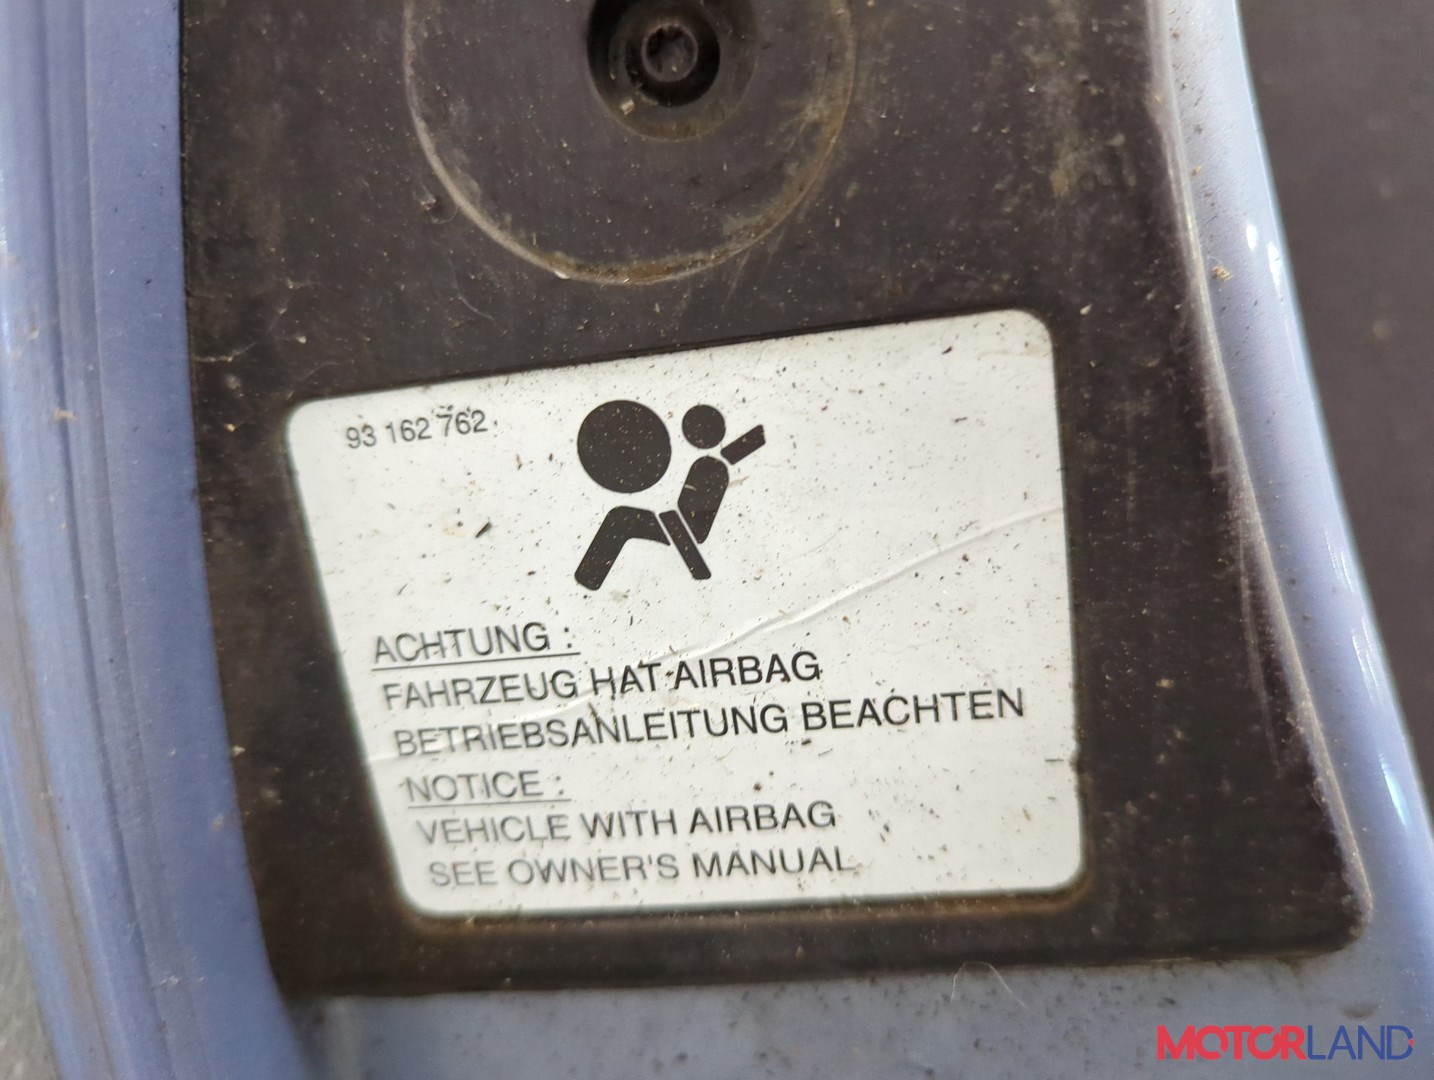 93 162 762
ACHTUNG :
FAHRZEUG HAT AIRBAG
BETRIEBSANLEITUNG BEACHTEN
NOTICE :
VEHICLE WITH AIRBAG
SEE OWNER'S MANUAL
MOTORLAND